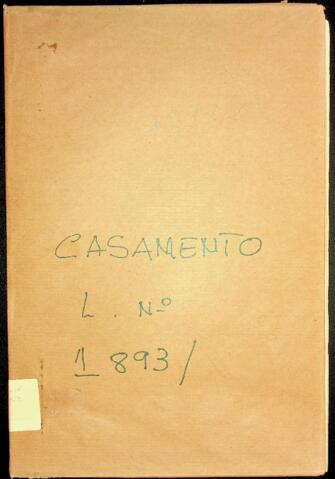 CASAMENTO
L. Nº
1893/